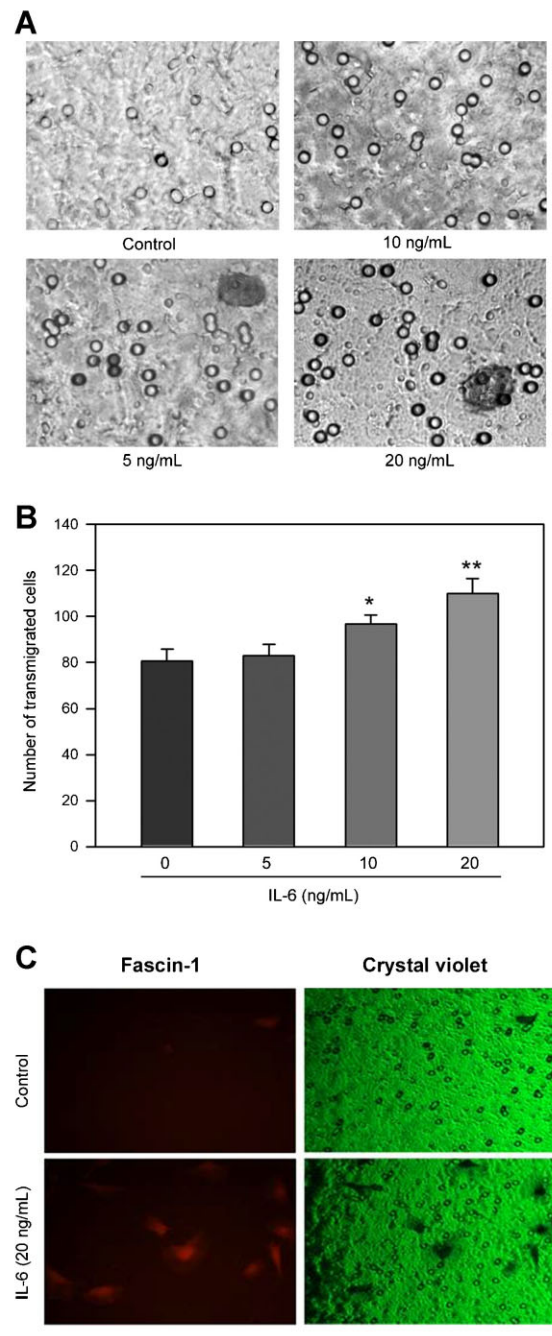 A
Control
10 ng/mL
5 ng/mL
20 ng/mL
B
Number of transmigrated cells
140
120
100
80
60
40
20
0
*
**
0 5 10 20
IL-6 (ng/mL)
C
Fascin-1 Crystal violet
Control
IL-6 (20 ng/mL)